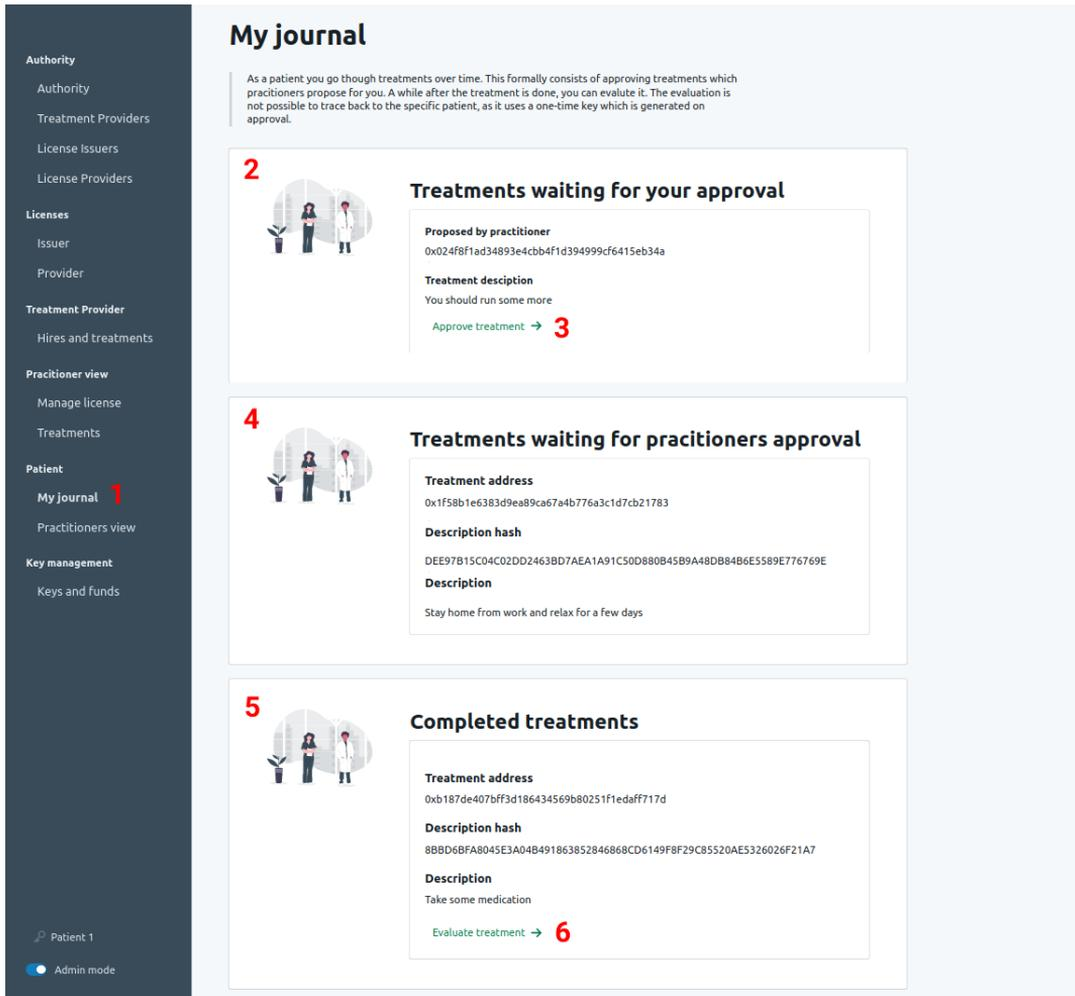 Authority
Authority
Treatment Providers
License Issuers
License Providers
Licenses
Issuer
Provider
Treatment Provider
Hires and treatments
Pracitioner view
Manage license
Treatments
Patient
My journal 1
Practitioners view
Key management
Keys and funds
Patient 1
Admin mode
My journal
As a patient you go though treatments over time. This formally consists of approving treatments which
pracitioners propose for you. A while after the treatment is done, you can evalute it. The evaluation is
not possible to trace back to the specific patient, as it uses a one-time key which is generated on
approval.
2
Treatments waiting for your approval
Proposed by practitioner
0x024f8f1ad34893e4cbb4f1d394999cf6415eb34a
Treatment desciption
You should run some more
Approve treatment → 3
4
Treatments waiting for pracitioners approval
Treatment address
0x1f58b1e6383d9ea89ca67a4b776a3c1d7cb21783
Description hash
DEE97B15C04C02DD2463BD7AEA1A91C50D880B45B9A48DB84B6E5589E776769E
Description
Stay home from work and relax for a few days
5
Completed treatments
Treatment address
0xb187de407bff3d186434569b80251f1edaff717d
Description hash
8BBD6BFA8045E3A04B491863852846868CD6149F8F29C85520AE5326026F21A7
Description
Take some medication
Evaluate treatment → 6